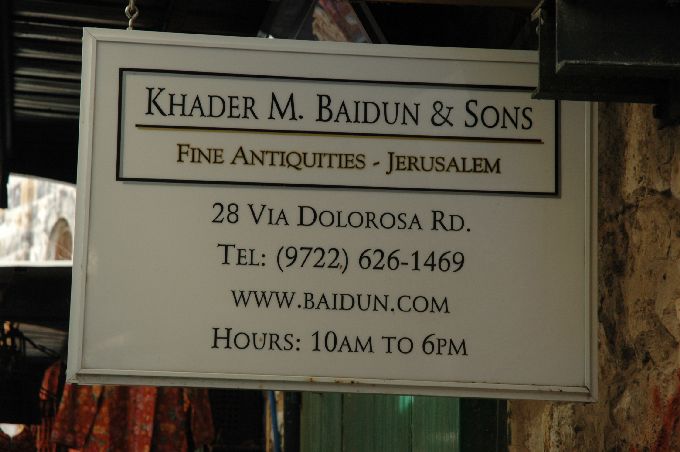 Khader M. Baidun & Sons
Fine Antiquities - Jerusalem
28 Via Dolorosa Rd.
Tel: (9722) 626-1469
www.baidun.com
Hours: 10am to 6pm